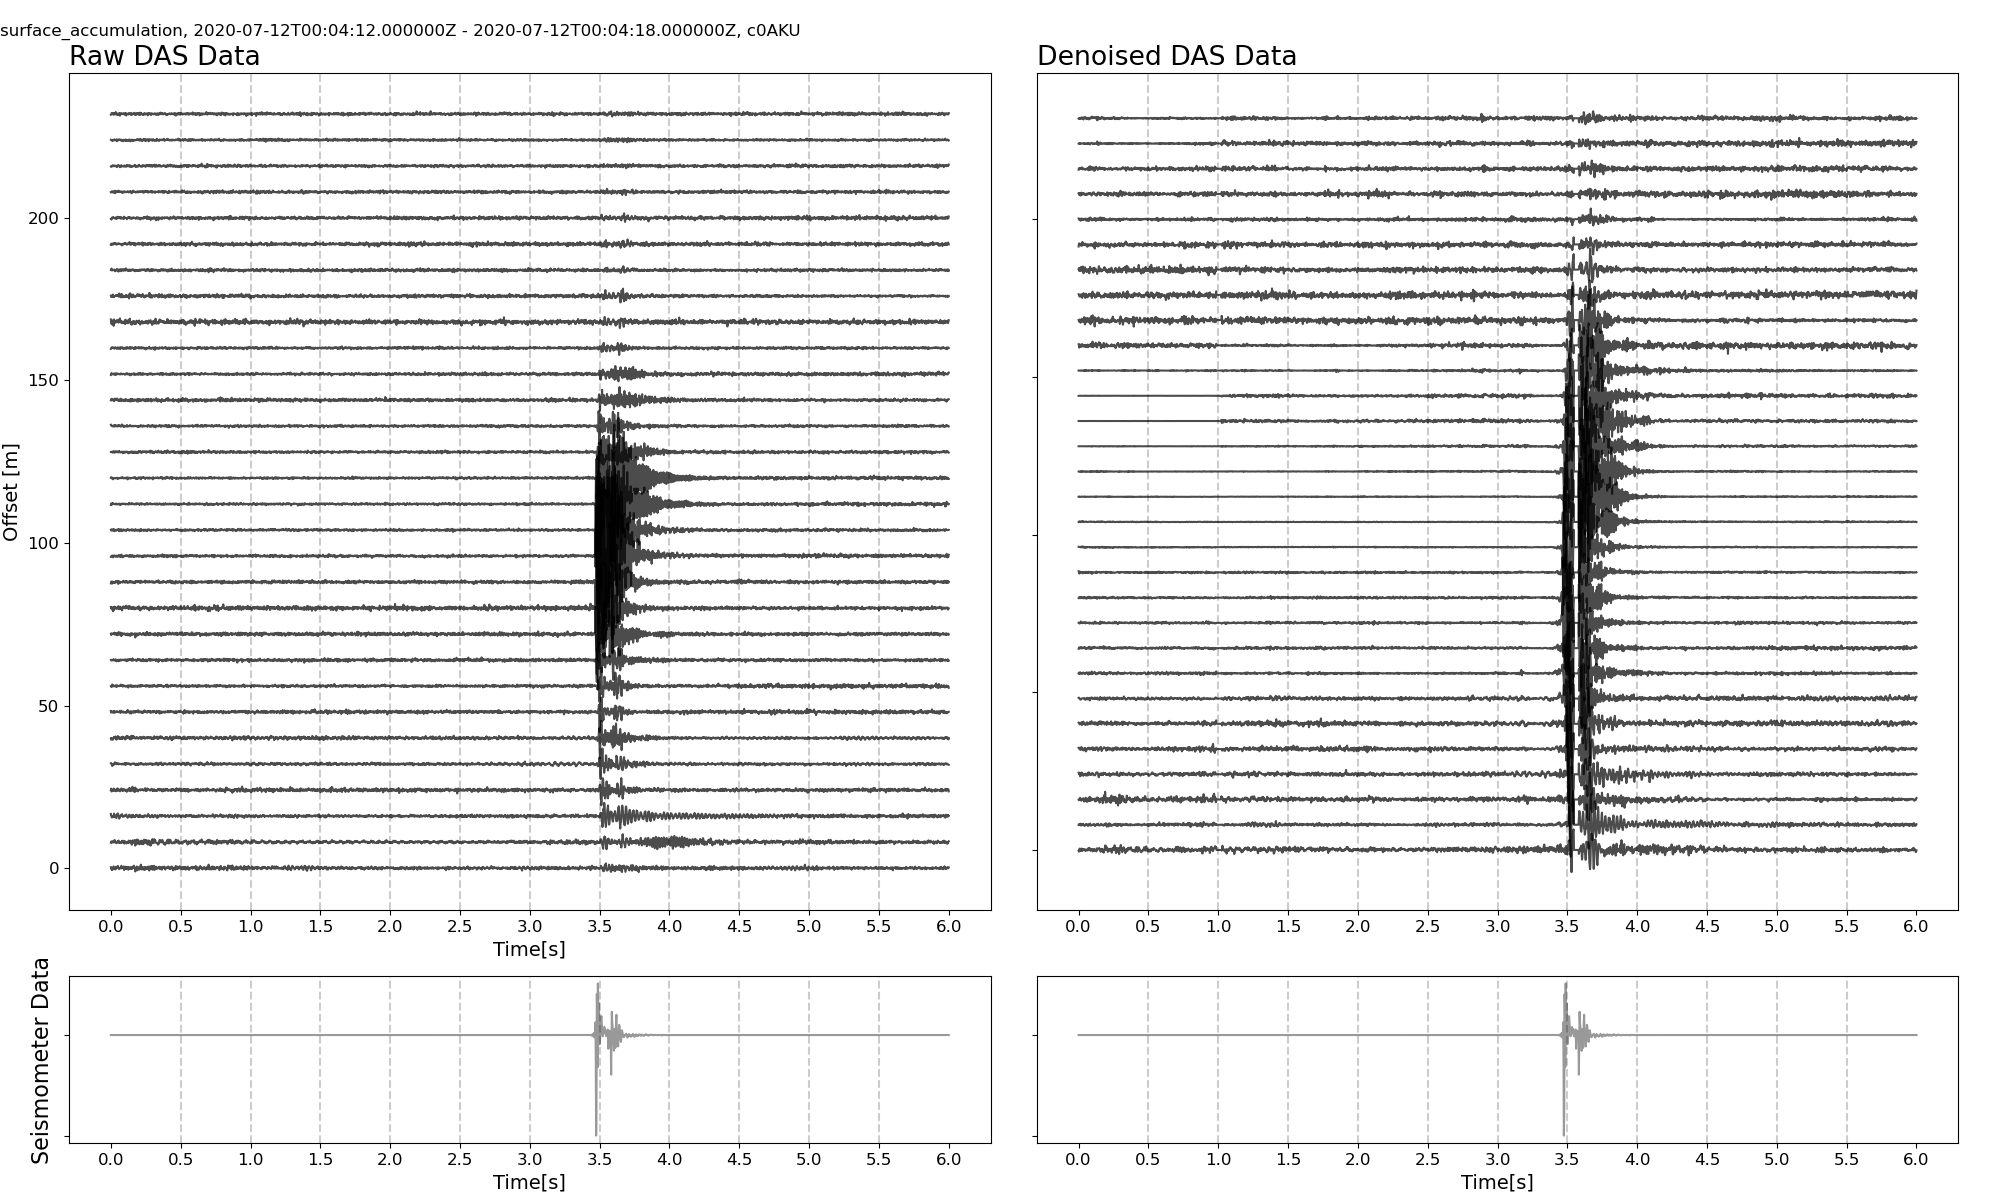 surface_accumulation, 2020-07-12T00:04:12.000000Z - 2020-07-12T00:04:18.000000Z, c0AKU
Raw DAS Data
Denoised DAS Data
Offset [m]
200
150
100
50
0
0.0 0.5 1.0 1.5 2.0 2.5 3.0 3.5 4.0 4.5 5.0 5.5 6.0
Time[s]
0.0 0.5 1.0 1.5 2.0 2.5 3.0 3.5 4.0 4.5 5.0 5.5 6.0
Seismometer Data
0.0 0.5 1.0 1.5 2.0 2.5 3.0 3.5 4.0 4.5 5.0 5.5 6.0
Time[s]
0.0 0.5 1.0 1.5 2.0 2.5 3.0 3.5 4.0 4.5 5.0 5.5 6.0
Time[s]